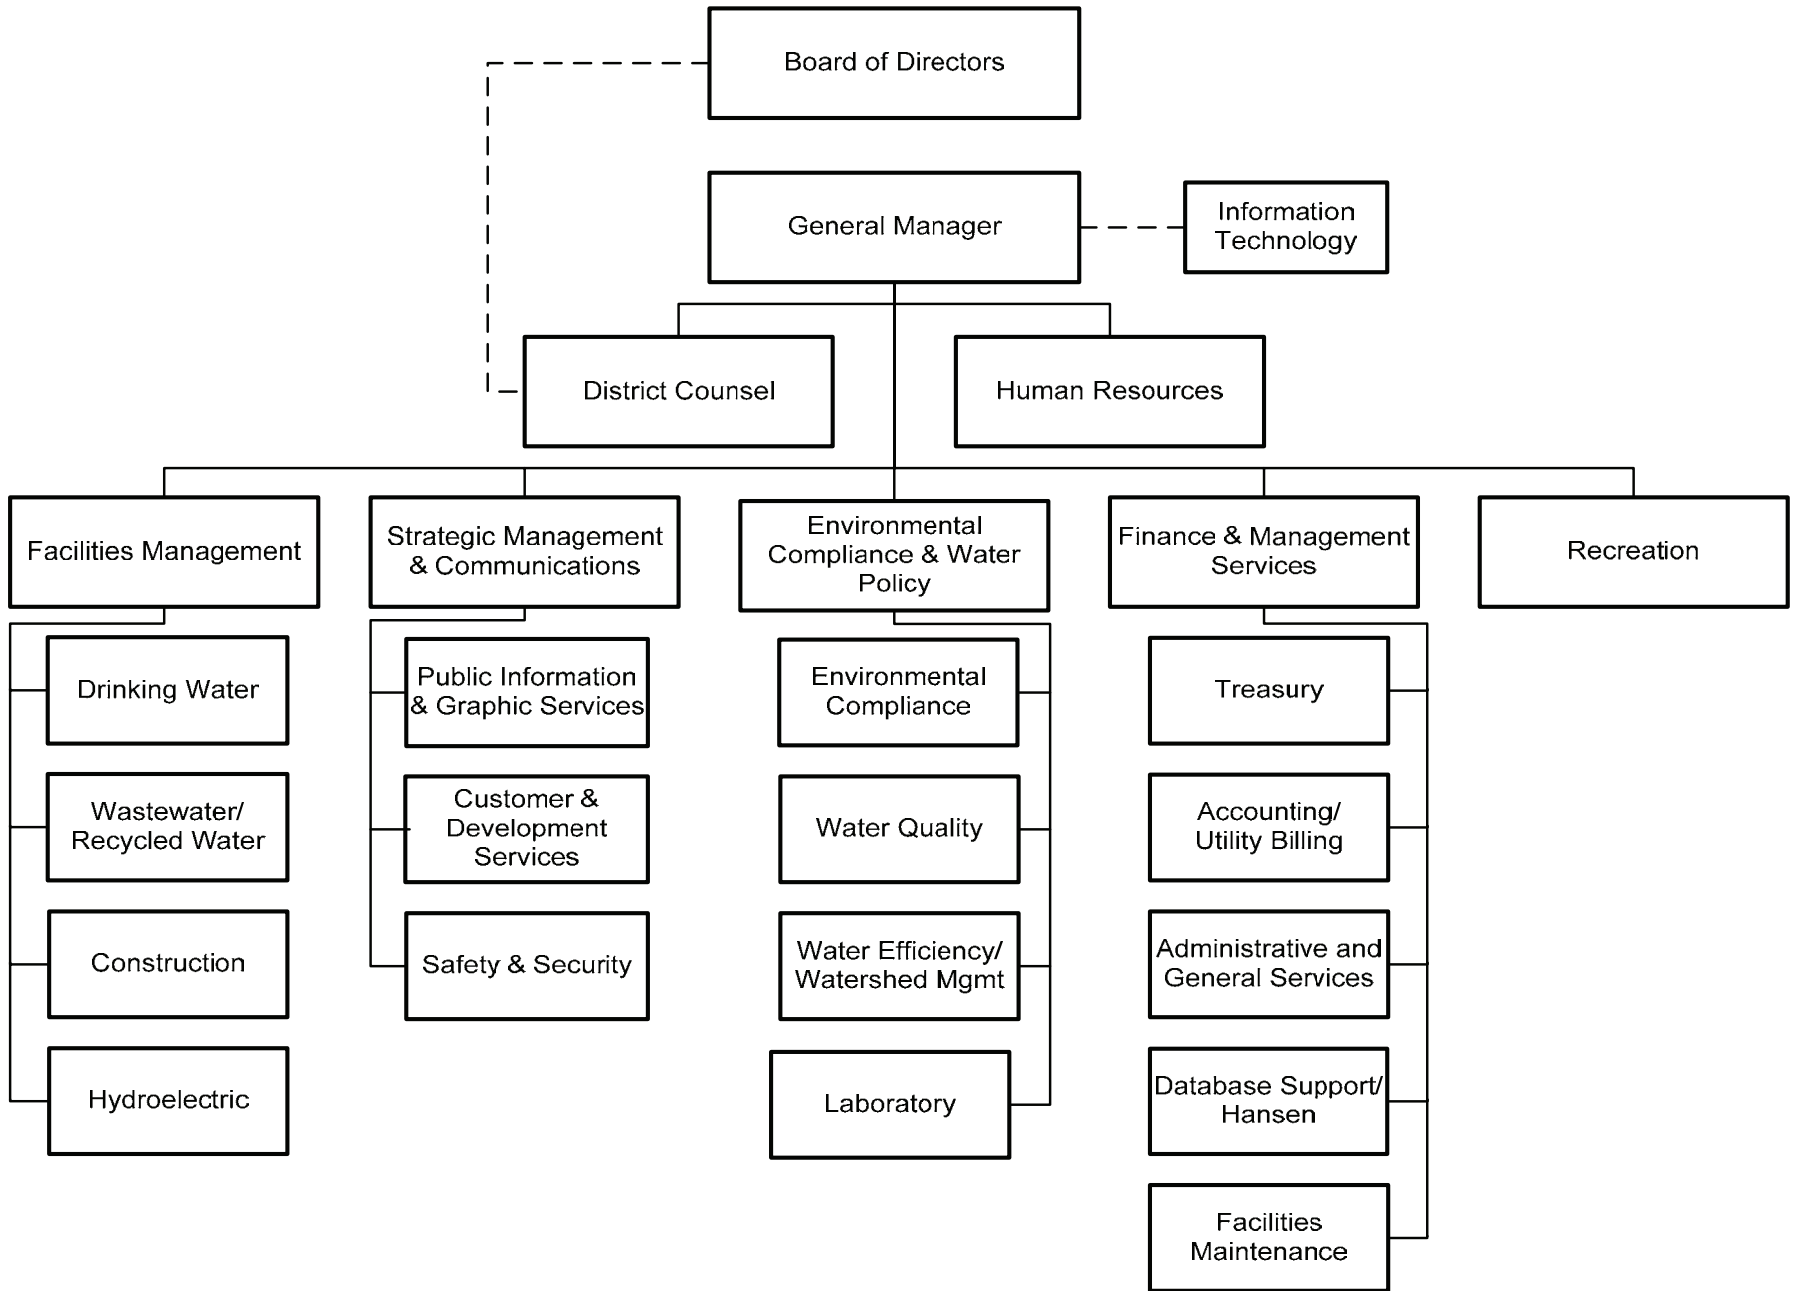 Board of Directors
General Manager
Information
Technology
District Counsel
Human Resources
Facilities Management
Strategic Management
& Communications
Environmental
Compliance & Water
Policy
Finance & Management
Services
Recreation
Drinking Water
Wastewater/
Recycled Water
Construction
Hydroelectric
Public Information
& Graphic Services
Customer &
Development
Services
Safety & Security
Environmental
Compliance
Water Quality
Water Efficiency/
Watershed Mgmt
Laboratory
Treasury
Accounting/
Utility Billing
Administrative and
General Services
Database Support/
Hansen
Facilities
Maintenance